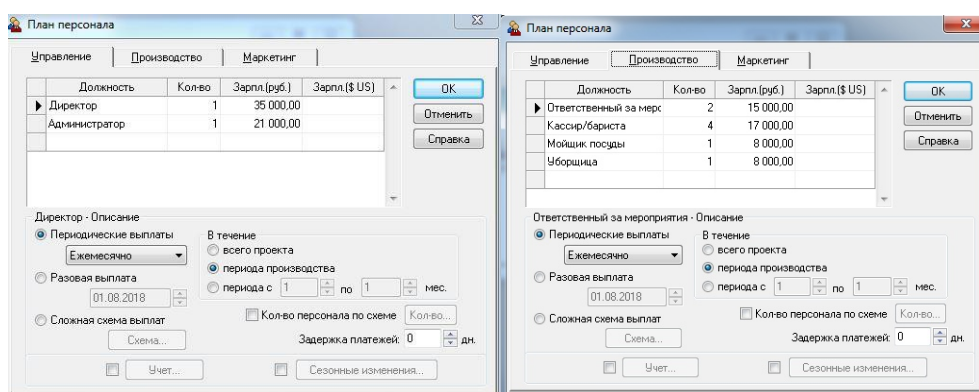 План персонала
Управление Производство Маркетинг
Должность Кол-во Зарпл.(руб.) Зарпл.($ US)
Директор 1 35 000,00
Администратор 1 21 000,00
OK
Отменить
Справка
Директор - Описание
Периодические выплаты
Ежемесячно
Разовая выплата
01.08.2018
Сложная схема выплат
Схема...
В течение
всего проекта
периода производства
периода с 1 по 1 мес.
Кол-во персонала по схеме Кол-во...
Задержка платежей: 0 дн.
Учет... Сезонные изменения...
План персонала
Управление Производство Маркетинг
Должность Кол-во Зарпл.(руб.) Зарпл.($ US)
Ответственный за мерс 2 15 000,00
Кассир/бариста 4 17 000,00
Мойщик посуды 1 8 000,00
Уборщица 1 8 000,00
OK
Отменить
Справка
Ответственный за мероприятия - Описание
Периодические выплаты
Ежемесячно
Разовая выплата
01.08.2018
Сложная схема выплат
Схема...
В течение
всего проекта
периода производства
периода с 1 по 1 мес.
Кол-во персонала по схеме Кол-во...
Задержка платежей: 0 дн.
Учет... Сезонные изменения...